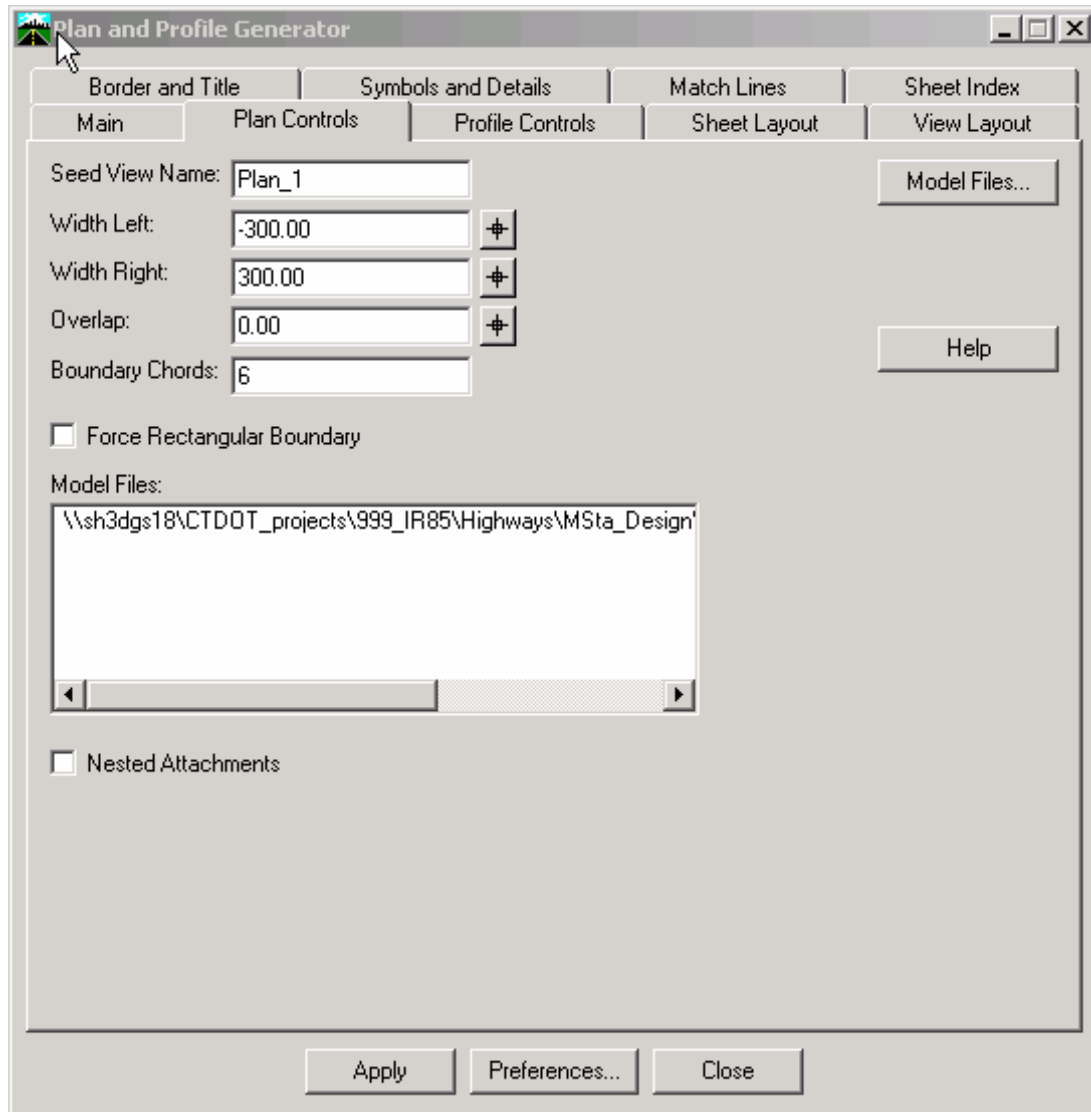 Plan and Profile Generator
Border and Title
Symbols and Details
Match Lines
Sheet Index
Main
Plan Controls
Profile Controls
Sheet Layout
View Layout
Seed View Name: Plan_1
Model Files...
Width Left: -300.00
Width Right: 300.00
Overlap: 0.00
Help
Boundary Chords: 6
Force Rectangular Boundary
Model Files:
\\sh3dgs18\CTDOT_projects\999_IR85\Highways\MSta_Design\
Nested Attachments
Apply
Preferences...
Close